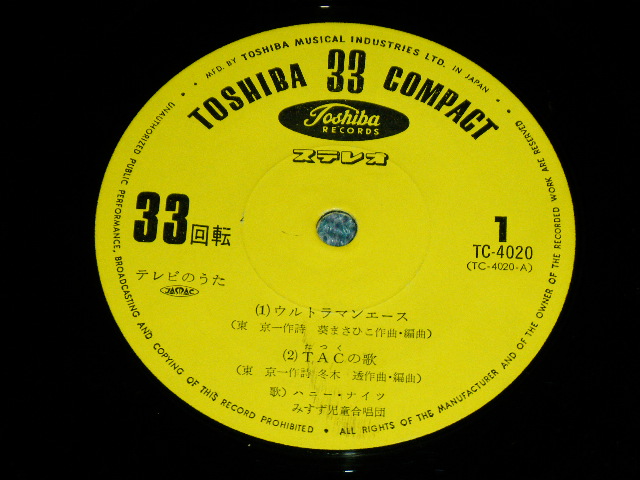 MFD. BY TOSHIBA MUSICAL INDUSTRIES LTD. IN JAPAN
TOSHIBA 33 COMPACT
Toshiba
RECORDS
ステレオ
33回転
1
TC-4020
(TC-4020-A)
テレビのうた
JASRAC
(1)ウルトラマンエース
(東 京一作詩 葵まさひこ作曲・編曲)
たっく
(2)TACの歌
(東 京一作詩 冬木 透作曲・編曲)
歌)ハニー・ナイツ
みすず児童合唱団
UNAUTHORIZED PUBLIC PERFORMANCE, BROADCASTING AND COPYING OF THIS RECORD PROHIBITED • ALL RIGHTS OF THE MANUFACTURER AND OF THE OWNER OF THE RECORDED WORK ARE RESERVED